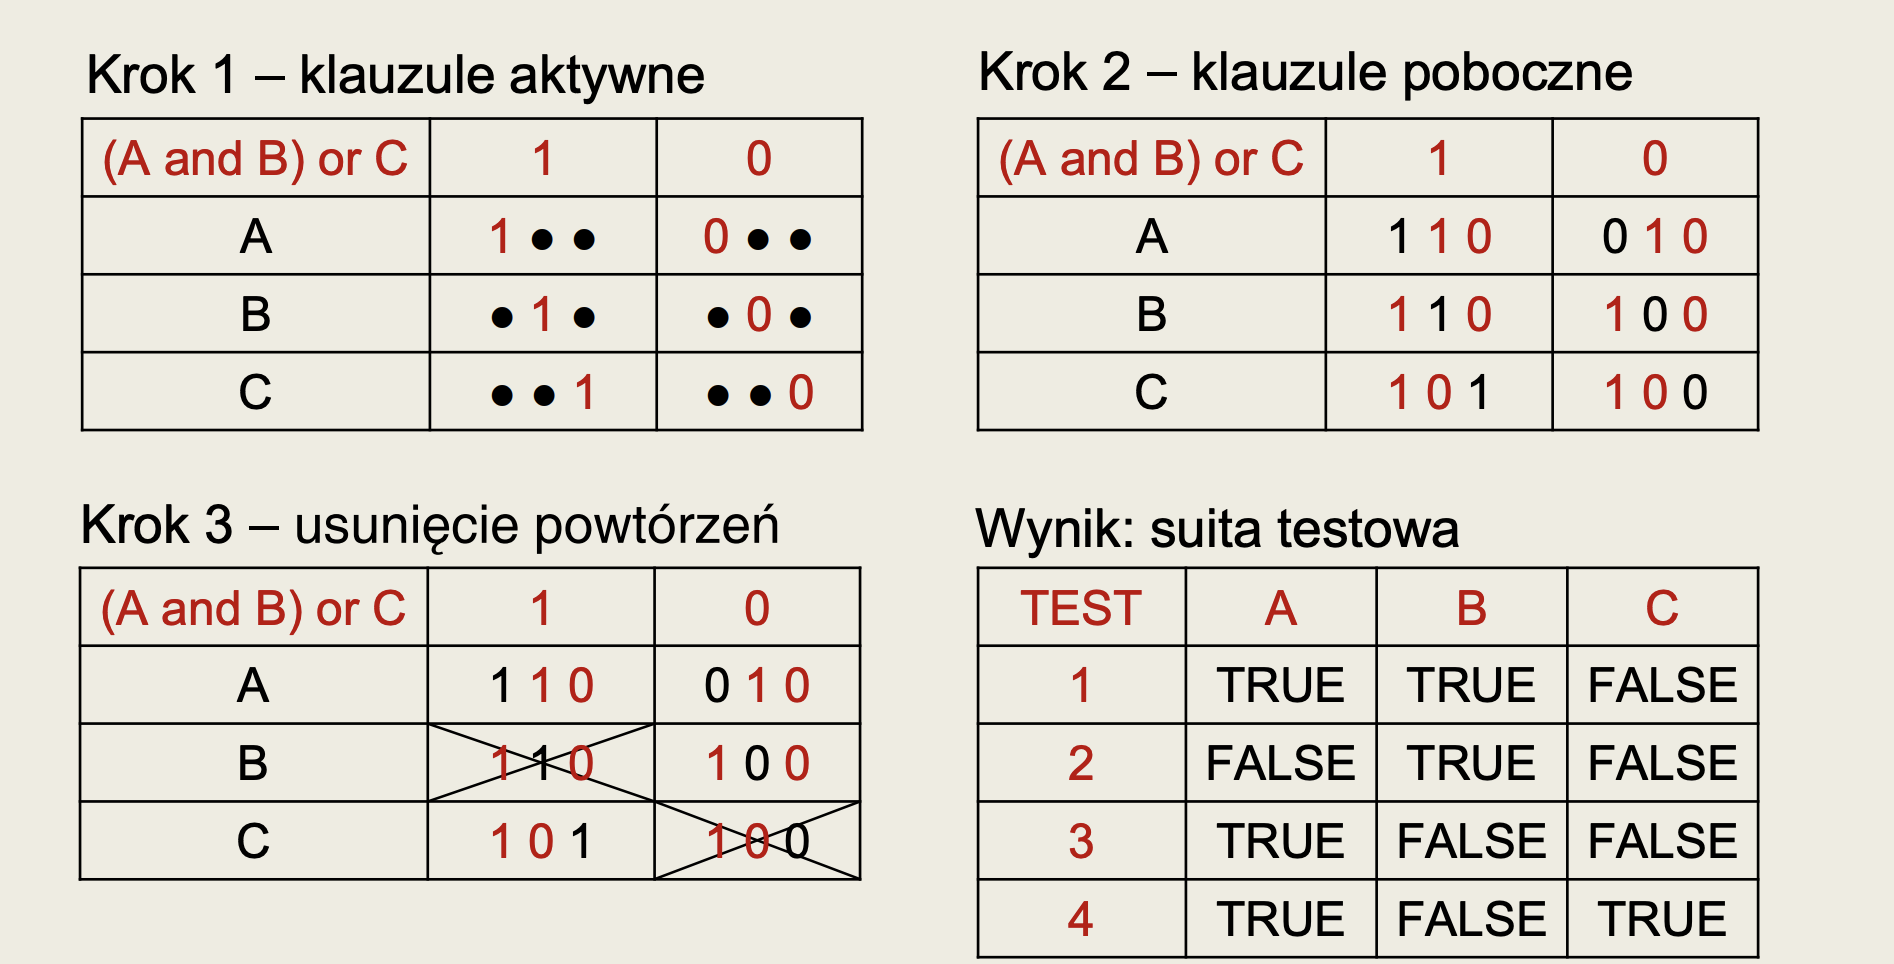 Krok 1 – klauzule aktywne
(A and B) or C 1 0
A 1 ● ● 0 ● ●
B ● 1 ● ● 0 ●
C ● ● 1 ● ● 0
Krok 2 – klauzule poboczne
(A and B) or C 1 0
A 1 1 0 0 1 0
B 1 1 0 1 0 0
C 1 0 1 1 0 0
Krok 3 – usunięcie powtórzeń
(A and B) or C 1 0
A 1 1 0 0 1 0
B 1 1 0 1 0 0
C 1 0 1 1 0 0
Wynik: suita testowa
TEST A B C
1 TRUE TRUE FALSE
2 FALSE TRUE FALSE
3 TRUE FALSE FALSE
4 TRUE FALSE TRUE